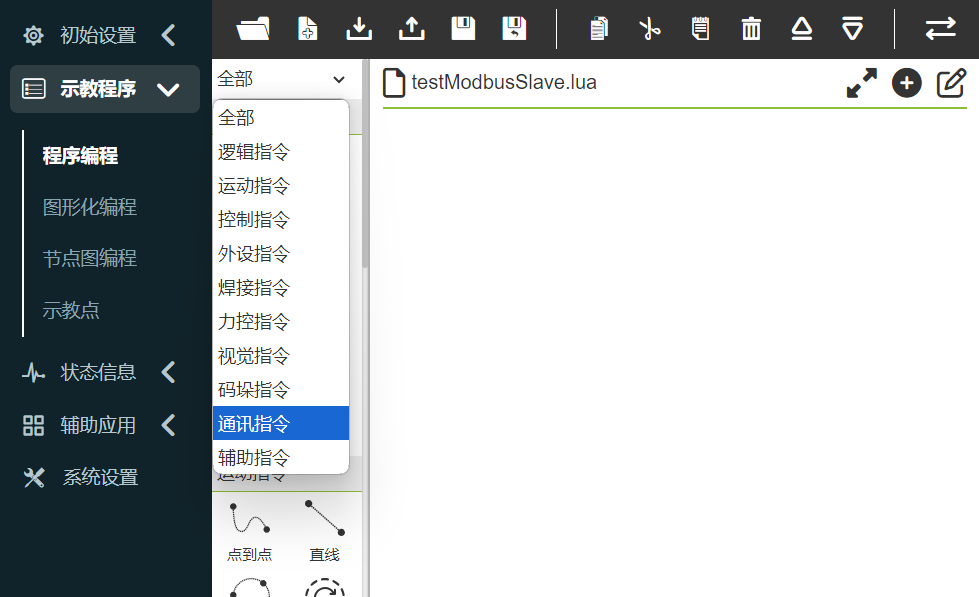 初始设置
示教程序
程序编程
图形化编程
节点图编程
示教点
状态信息
辅助应用
系统设置
全部
全部
逻辑指令
运动指令
控制指令
外设指令
焊接指令
力控指令
视觉指令
码垛指令
通讯指令
辅助指令
运动指令
点到点
直线
testModbusSlave.lua